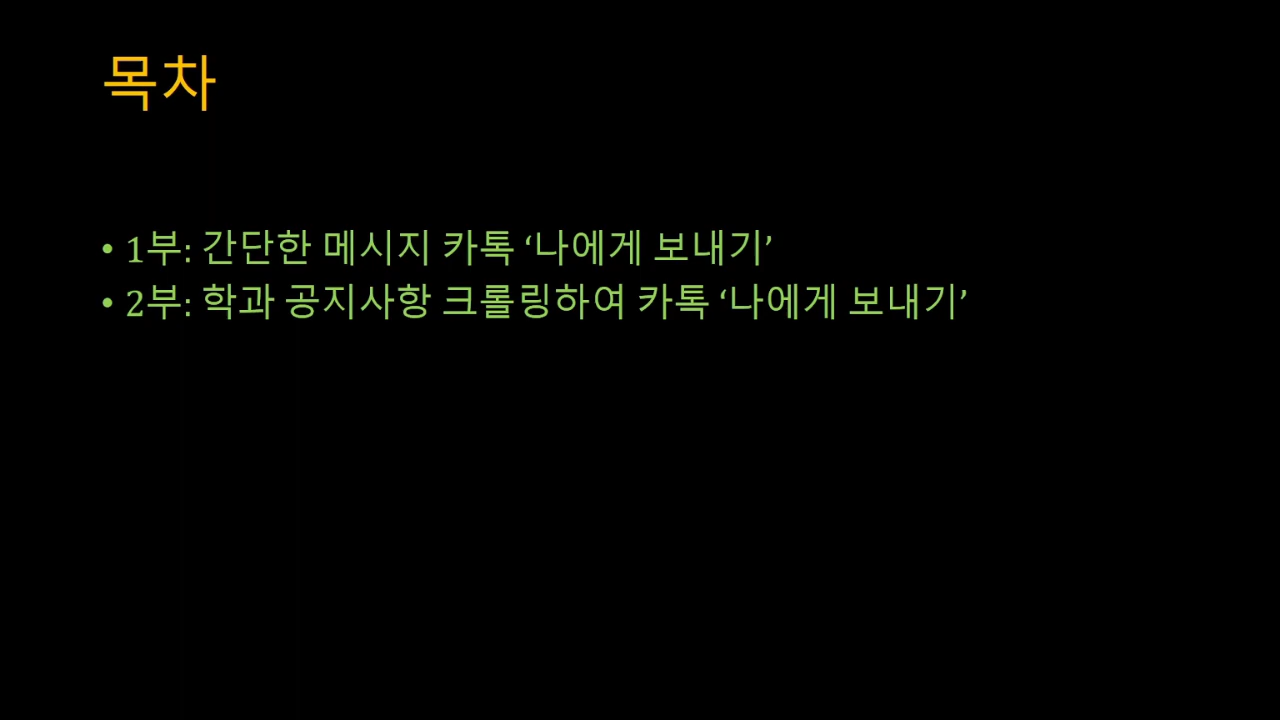 목차
• 1부: 간단한 메시지 카톡 ‘나에게 보내기’
• 2부: 학과 공지사항 크롤링하여 카톡 ‘나에게 보내기’